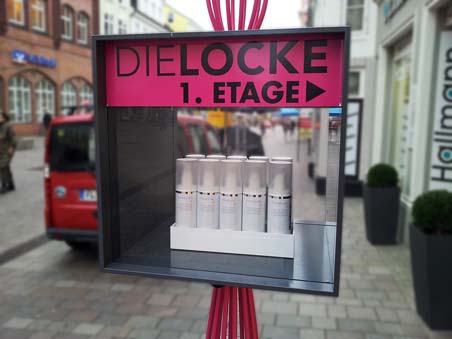 DIELOCKE
1. ETAGE
Hallmann